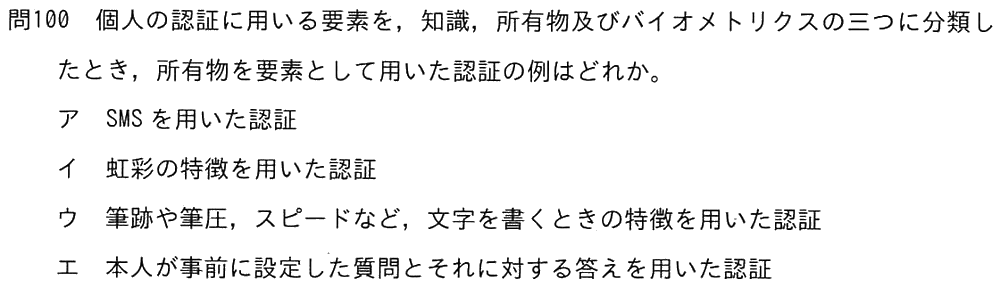 問100 個人の認証に用いる要素を，知識，所有物及びバイオメトリクスの三つに分類し
たとき，所有物を要素として用いた認証の例はどれか。
ア SMS を用いた認証
イ 虹彩の特徴を用いた認証
ウ 筆跡や筆圧，スピードなど，文字を書くときの特徴を用いた認証
エ 本人が事前に設定した質問とそれに対する答えを用いた認証